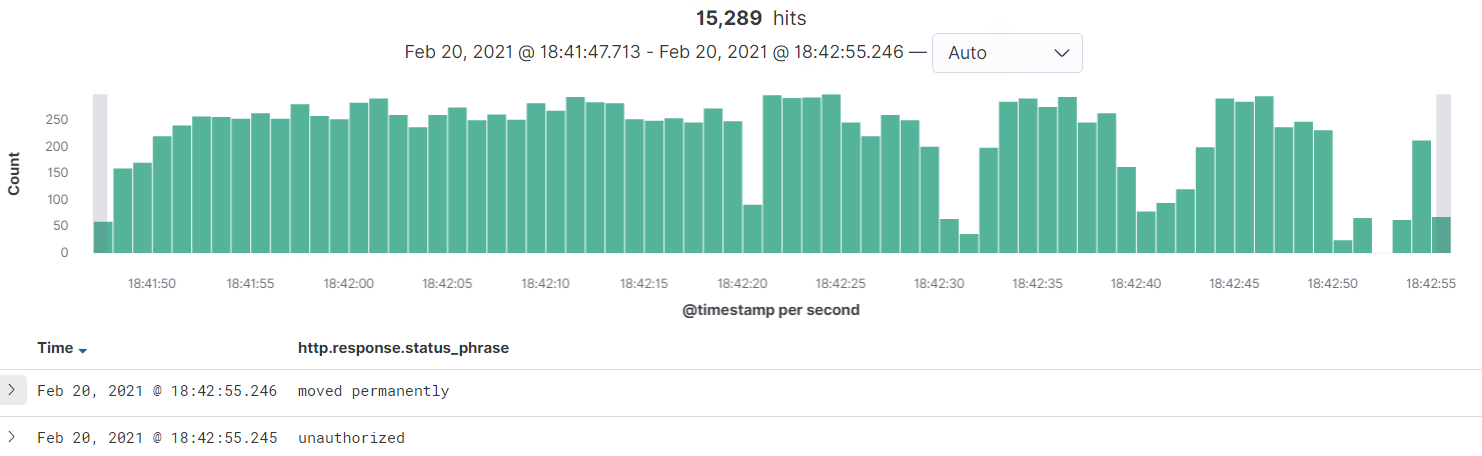 15,289 hits
Feb 20, 2021 @ 18:41:47.713 - Feb 20, 2021 @ 18:42:55.246 — Auto
250
200
150
100
50
0
Count
18:41:50 18:41:55 18:42:00 18:42:05 18:42:10 18:42:15 18:42:20 18:42:25 18:42:30 18:42:35 18:42:40 18:42:45 18:42:50 18:42:55
@timestamp per second
Time http.response.status_phrase
Feb 20, 2021 @ 18:42:55.246 moved permanently
Feb 20, 2021 @ 18:42:55.245 unauthorized